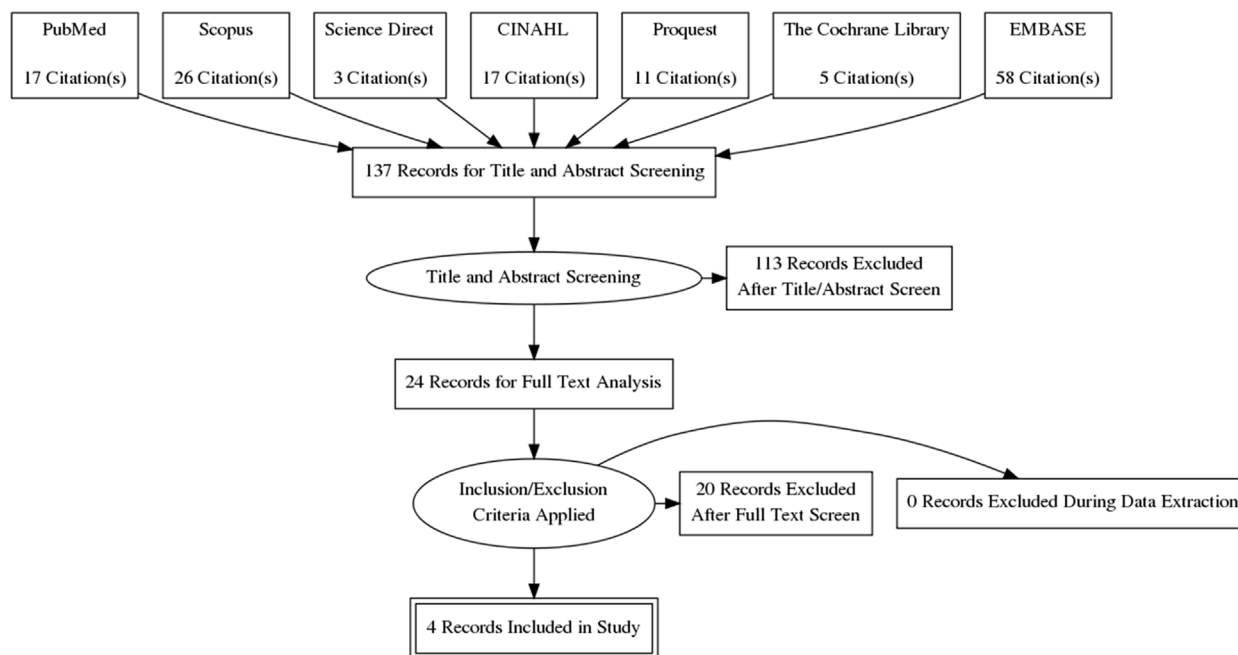 PubMed
17 Citation(s)
Scopus
26 Citation(s)
Science Direct
3 Citation(s)
CINAHL
17 Citation(s)
Proquest
11 Citation(s)
The Cochrane Library
5 Citation(s)
EMBASE
58 Citation(s)
137 Records for Title and Abstract Screening
Title and Abstract Screening
113 Records Excluded
After Title/Abstract Screen
24 Records for Full Text Analysis
Inclusion/Exclusion
Criteria Applied
20 Records Excluded
After Full Text Screen
0 Records Excluded During Data Extraction
4 Records Included in Study